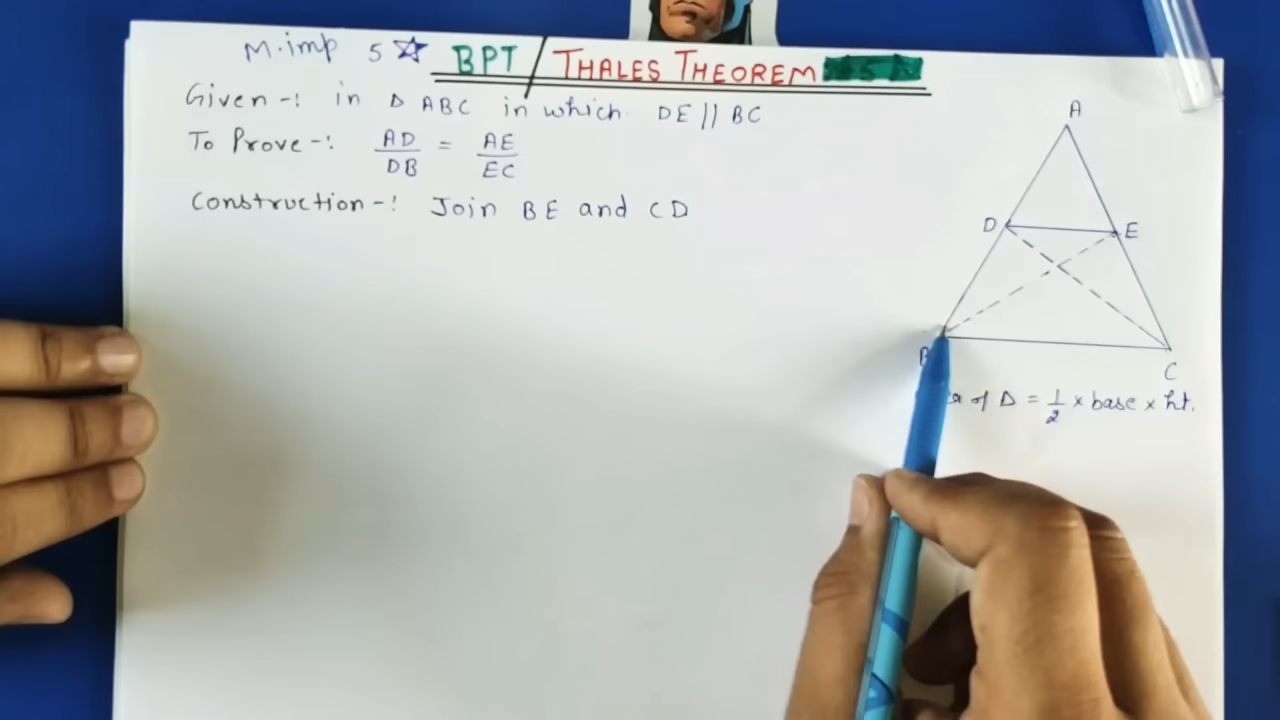 M.imp 5 BPT / THALES THEOREM
Given -: in Δ ABC in which DE || BC
To Prove -: AD/DB = AE/EC
Construction -: Join BE and CD
A
D
E
B
C
of Δ = 1/2 × base × ht.